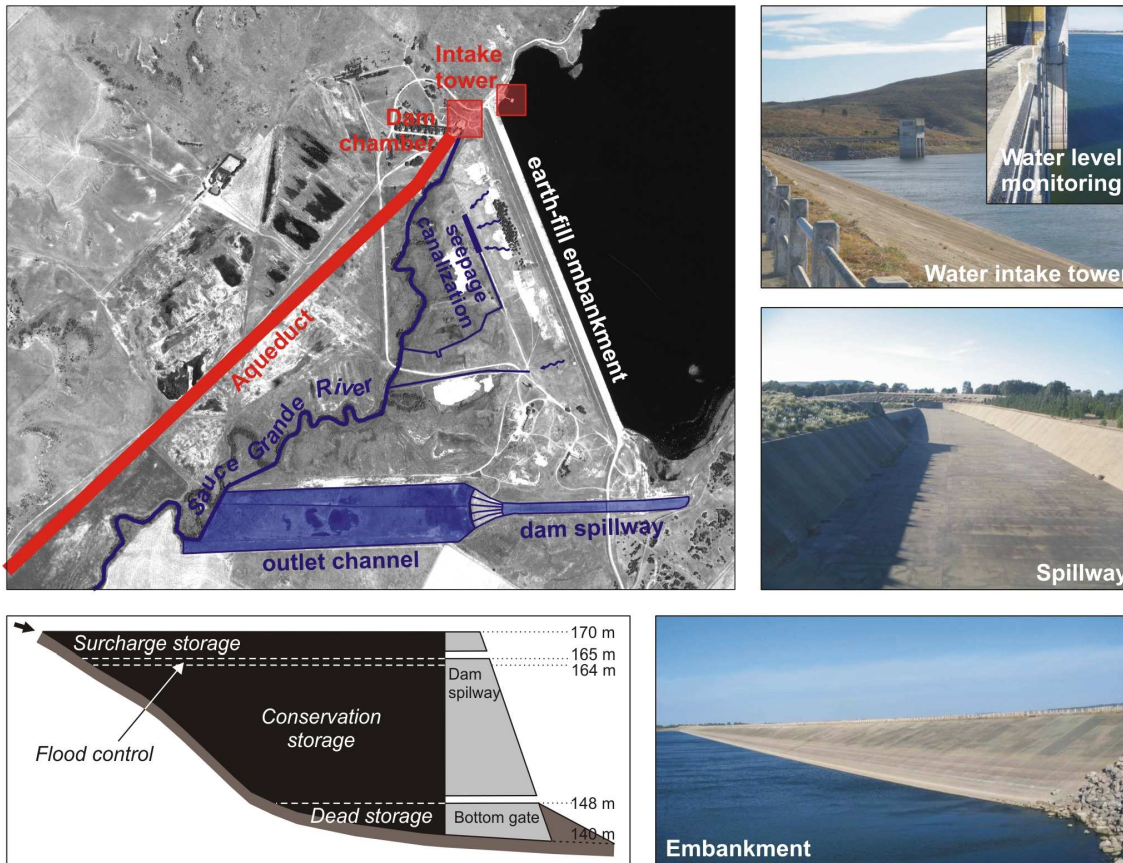 Intake
tower
Dam
chamber
earth-fill embankment
seepage
canalization
Aqueduct
Sauce Grande River
dam spillway
outlet channel
Water level
monitoring
Water intake tower
Spillway
Surcharge storage
170 m
165 m
164 m
Dam
spilway
Conservation
storage
Flood control
148 m
Dead storage
Bottom gate
140 m
Embankment